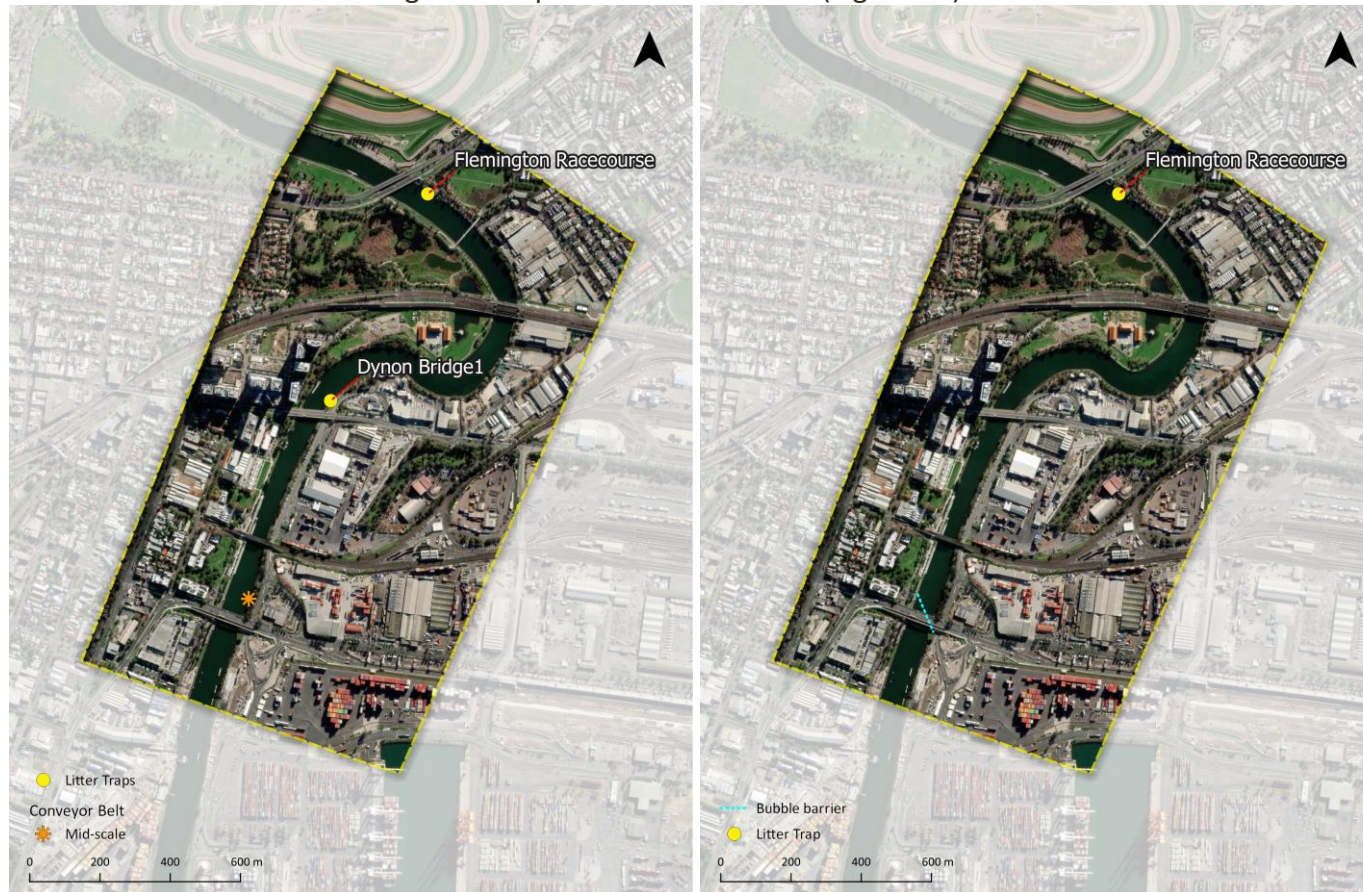 Flemington Racecourse
Dynon Bridge1
Litter Traps
Conveyor Belt
Mid-scale
0 200 400 600 m
Flemington Racecourse
Bubble barrier
Litter Trap
0 200 400 600 m